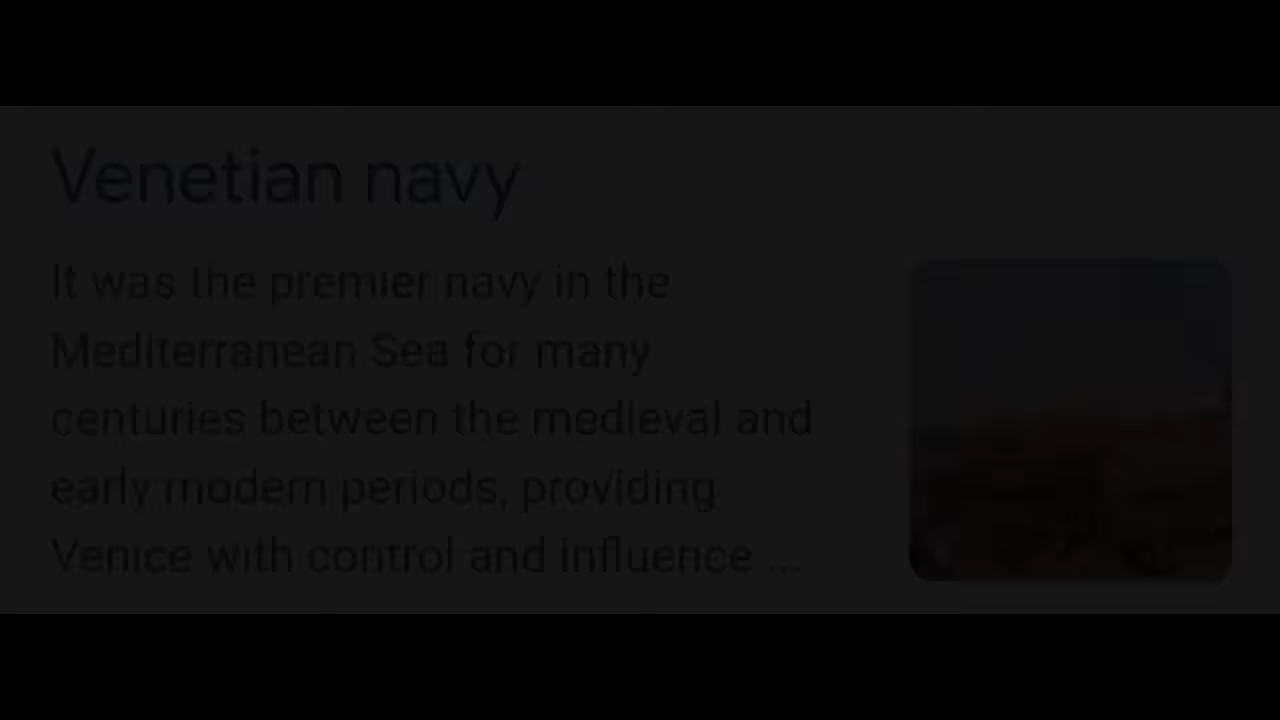 Venetian navy
It was the premier navy in the
Mediterranean Sea for many
centuries between the medieval and
early modern periods, providing
Venice with control and influence ...